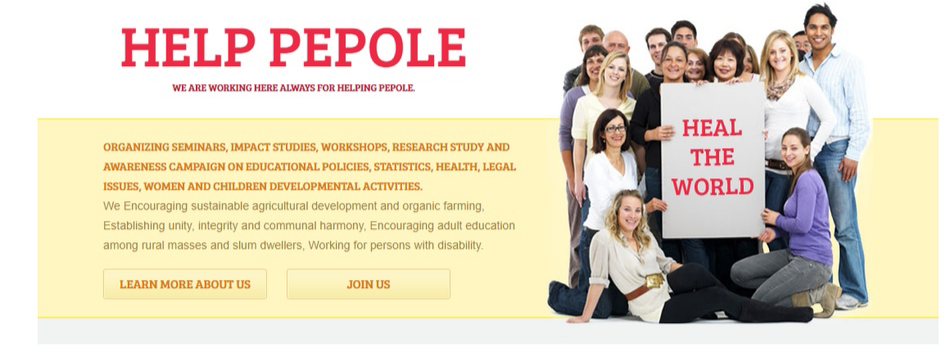 HELP PEPOLE
WE ARE WORKING HERE ALWAYS FOR HELPING PEPOLE.
ORGANIZING SEMINARS, IMPACT STUDIES, WORKSHOPS, RESEARCH STUDY AND
AWARENESS CAMPAIGN ON EDUCATIONAL POLICIES, STATISTICS, HEALTH, LEGAL
ISSUES, WOMEN AND CHILDREN DEVELOPMENTAL ACTIVITIES.
We Encouraging sustainable agricultural development and organic farming,
Establishing unity, integrity and communal harmony, Encouraging adult education
among rural masses and slum dwellers, Working for persons with disability.
LEARN MORE ABOUT US
JOIN US
HEAL
THE
WORLD